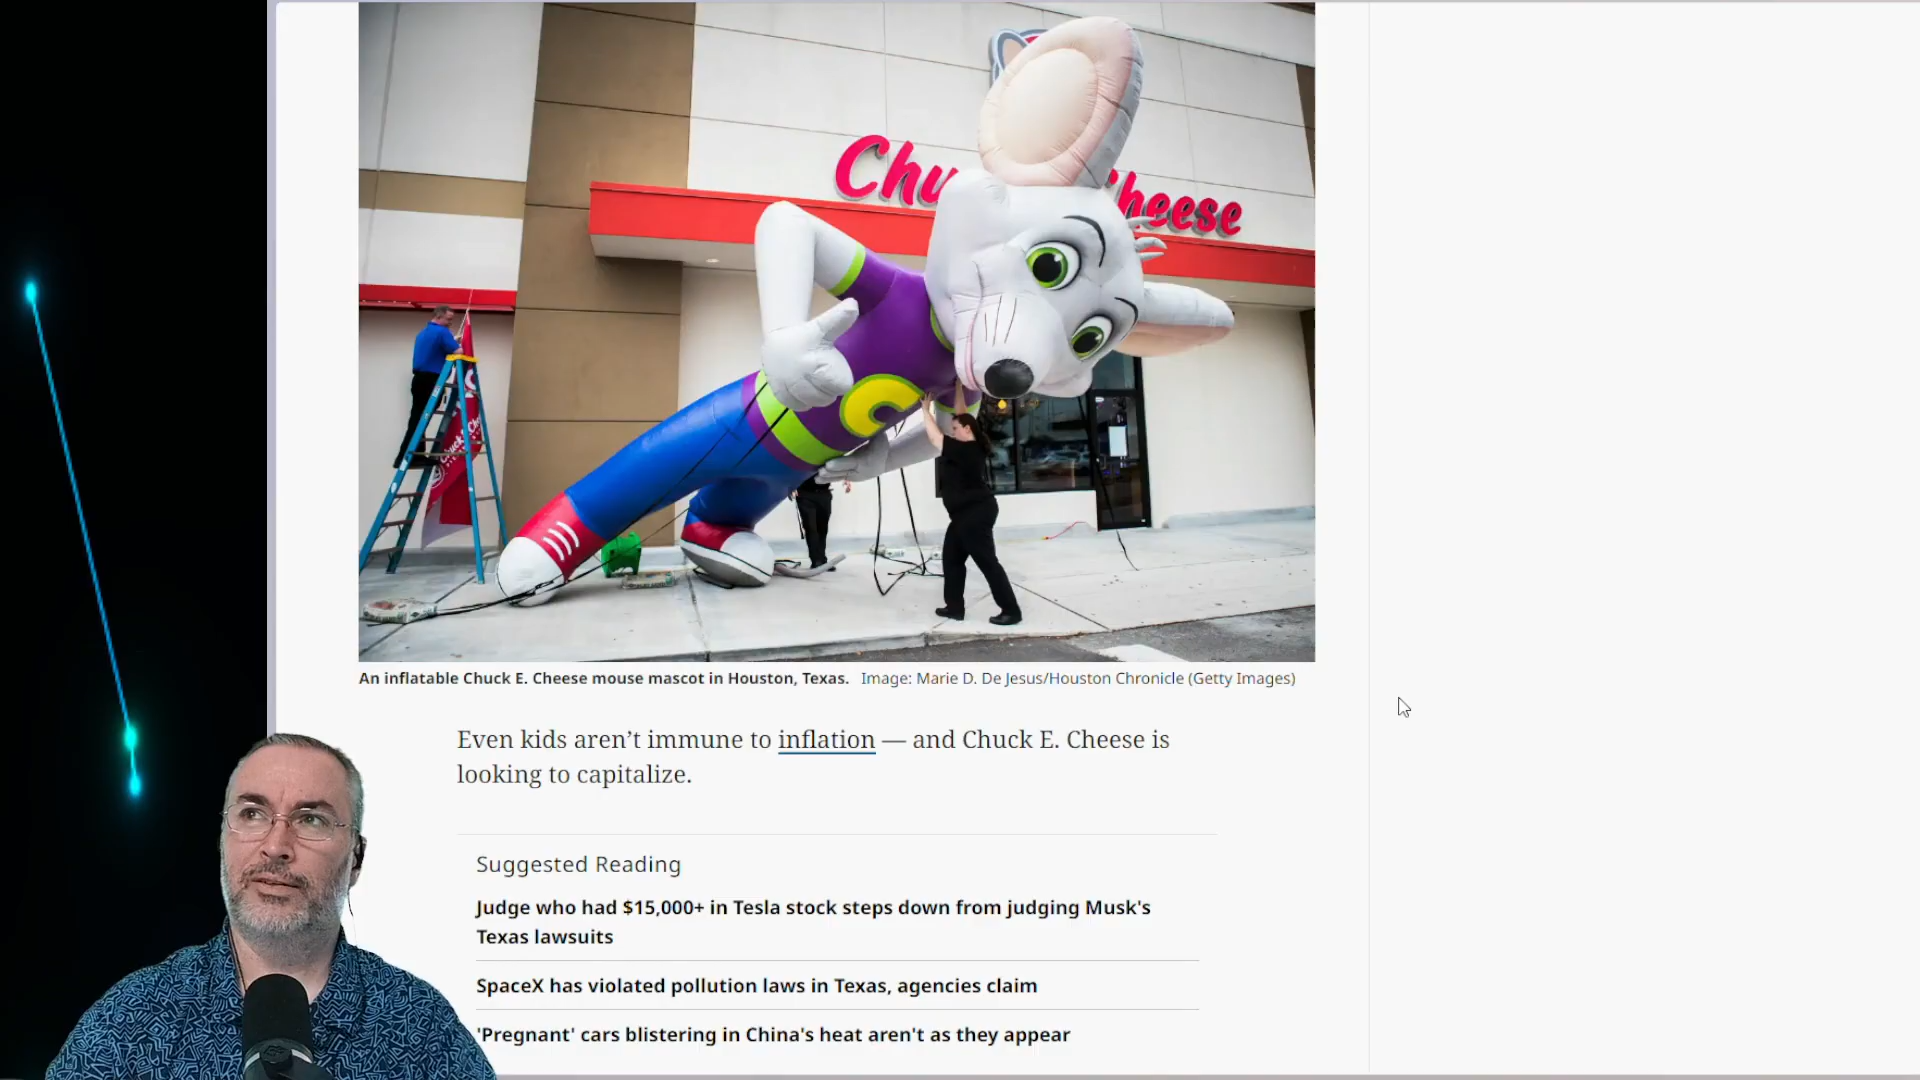 Chu
heese
Chuck E. Che
C
An inflatable Chuck E. Cheese mouse mascot in Houston, Texas. Image: Marie D. De Jesus/Houston Chronicle (Getty Images)
Even kids aren’t immune to inflation — and Chuck E. Cheese is
looking to capitalize.
Suggested Reading
Judge who had $15,000+ in Tesla stock steps down from judging Musk's
Texas lawsuits
SpaceX has violated pollution laws in Texas, agencies claim
'Pregnant' cars blistering in China's heat aren't as they appear